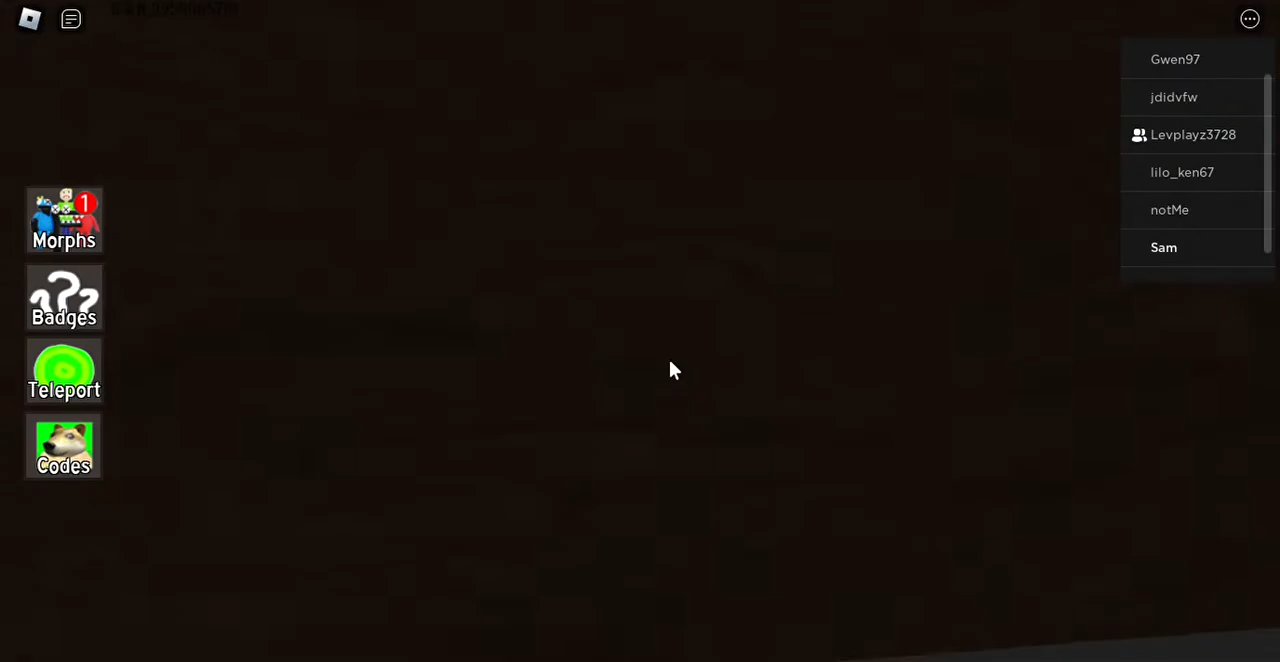 Gwen97
jdidvfw
Levplayz3728
lilo_ken67
notMe
Sam
1
Morphs
???
Badges
Teleport
Codes